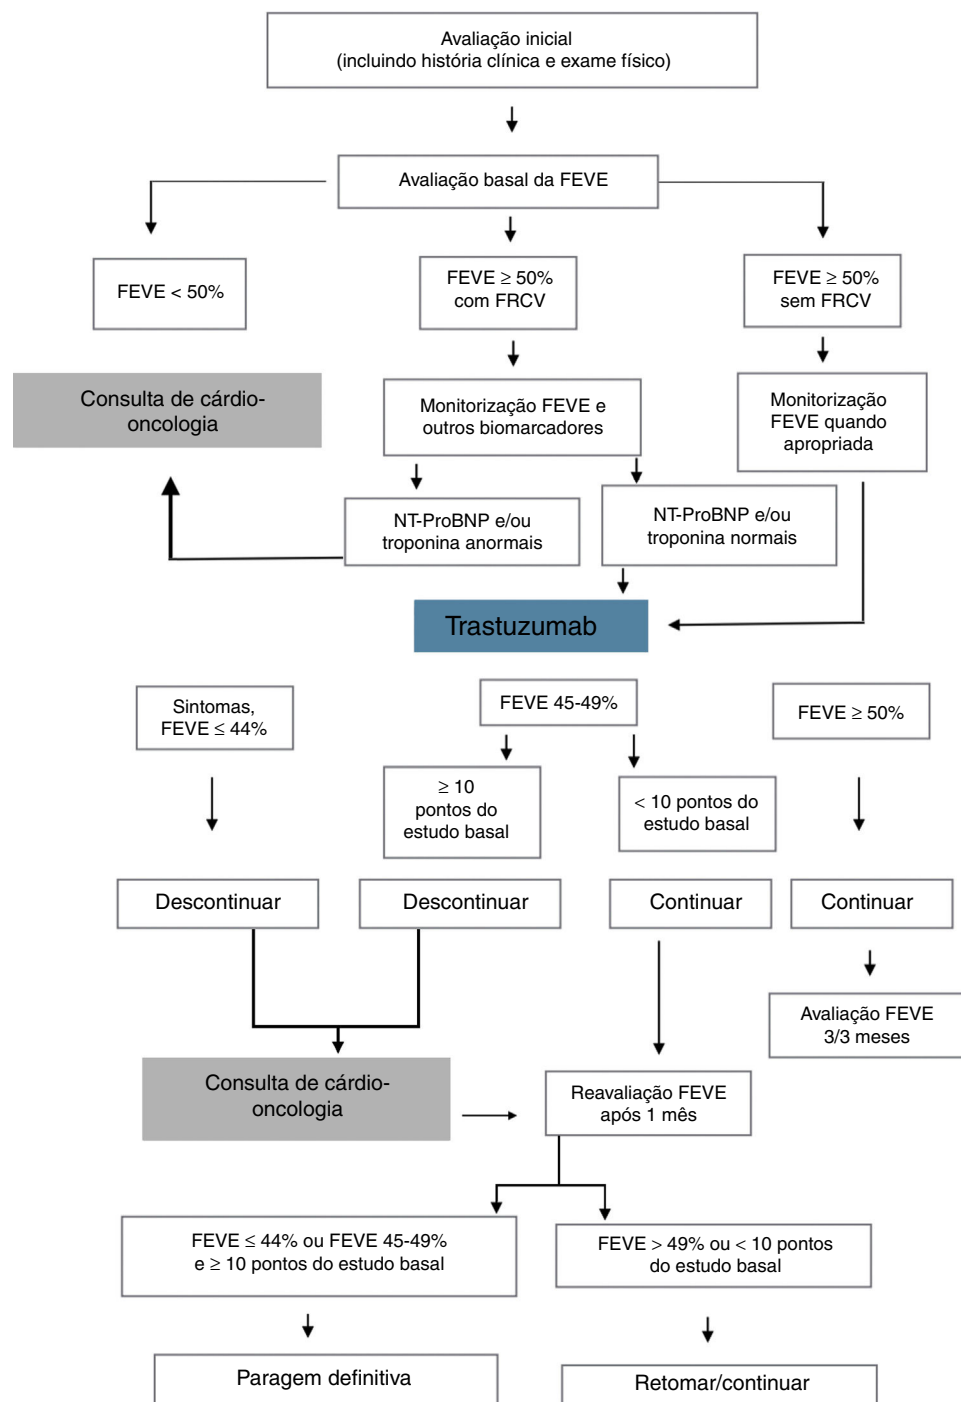 Avaliação inicial
(incluindo história clínica e exame físico)
Avaliação basal da FEVE
FEVE < 50%
FEVE ≥ 50%
com FRCV
FEVE ≥ 50%
sem FRCV
Consulta de cárdio-
oncologia
Monitorização FEVE e
outros biomarcadores
Monitorização
FEVE quando
apropriada
NT-ProBNP e/ou
troponina anormais
NT-ProBNP e/ou
troponina normais
Trastuzumab
Sintomas,
FEVE ≤ 44%
FEVE 45-49%
FEVE ≥ 50%
≥ 10
pontos do
estudo basal
< 10 pontos do
estudo basal
Descontinuar
Descontinuar
Continuar
Continuar
Avaliação FEVE
3/3 meses
Consulta de cárdio-
oncologia
Reavaliação FEVE
após 1 mês
FEVE ≤ 44% ou FEVE 45-49%
e ≥ 10 pontos do estudo basal
FEVE > 49% ou < 10 pontos
do estudo basal
Paragem definitiva
Retomar/continuar